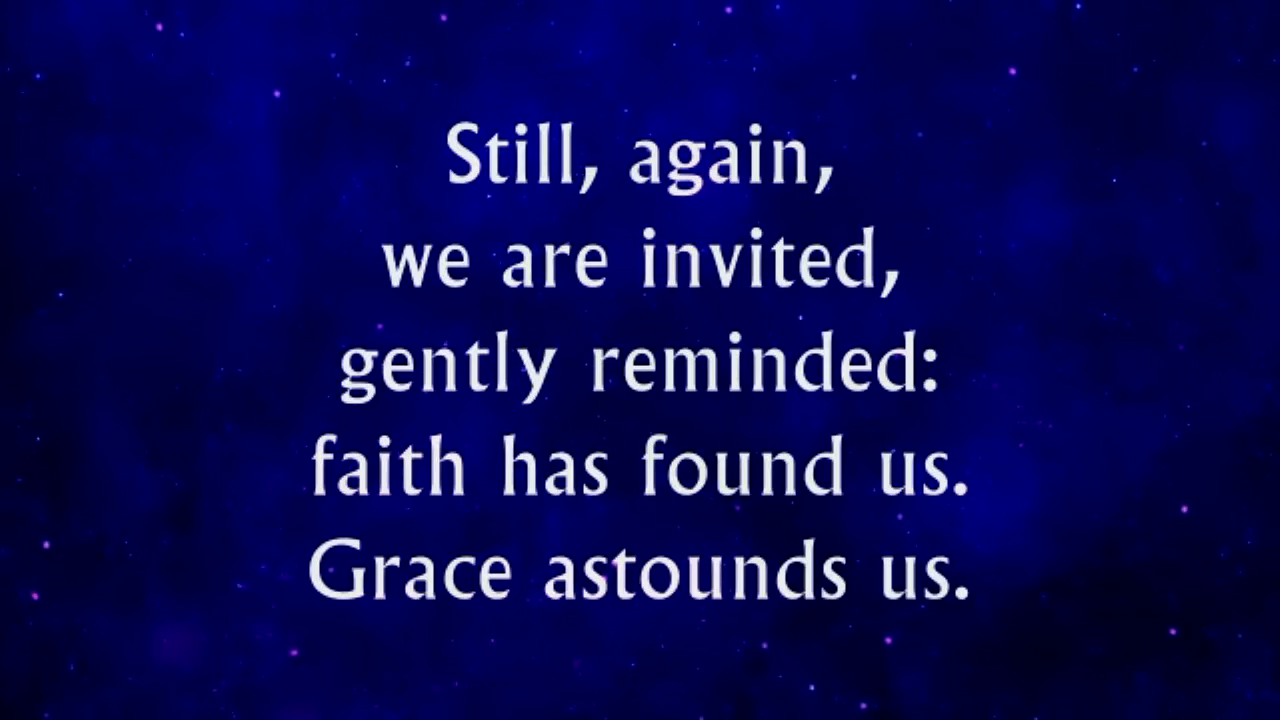 Still, again,
we are invited,
gently reminded:
faith has found us.
Grace astounds us.